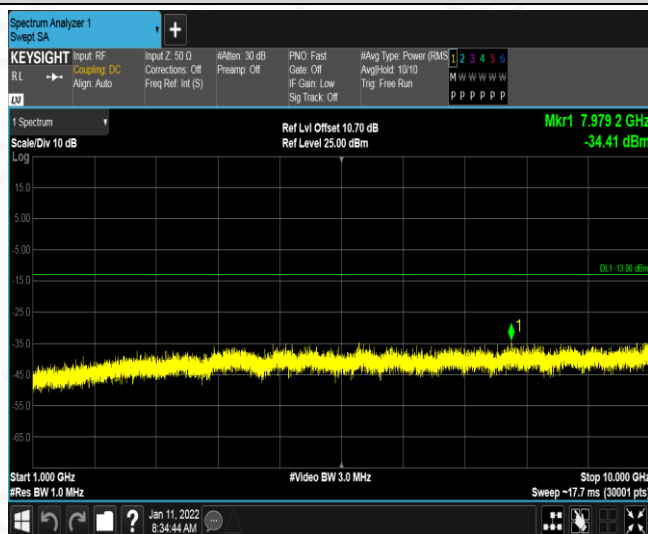 Spectrum Analyzer 1
Swept SA
+
KEYSIGHT Input: RF Input Z: 50 Ω #Atten: 30 dB PNO: Fast #Avg Type: Power (RMS 1 2 3 4 5 6
RL Coupling: DC Corrections: Off Preamp: Off Gate: Off Avg|Hold: 10/10 M W W W W W
Align: Auto Freq Ref: Int (S) IF Gain: Low Trig: Free Run
Sig Track: Off P P P P P P
LXI
1 Spectrum Ref Lvl Offset 10.70 dB Mkr1 7.979 2 GHz
Scale/Div 10 dB Ref Level 25.00 dBm -34.41 dBm
Log
15.0
5.00
-5.00
DL1 -13.00 dBm
-15.0
-25.0
1
-35.0
-45.0
-55.0
-65.0
Start 1.000 GHz #Video BW 3.0 MHz Stop 10.000 GHz
#Res BW 1.0 MHz Sweep ~17.7 ms (30001 pts)
? Jan 11, 2022
8:34:44 AM